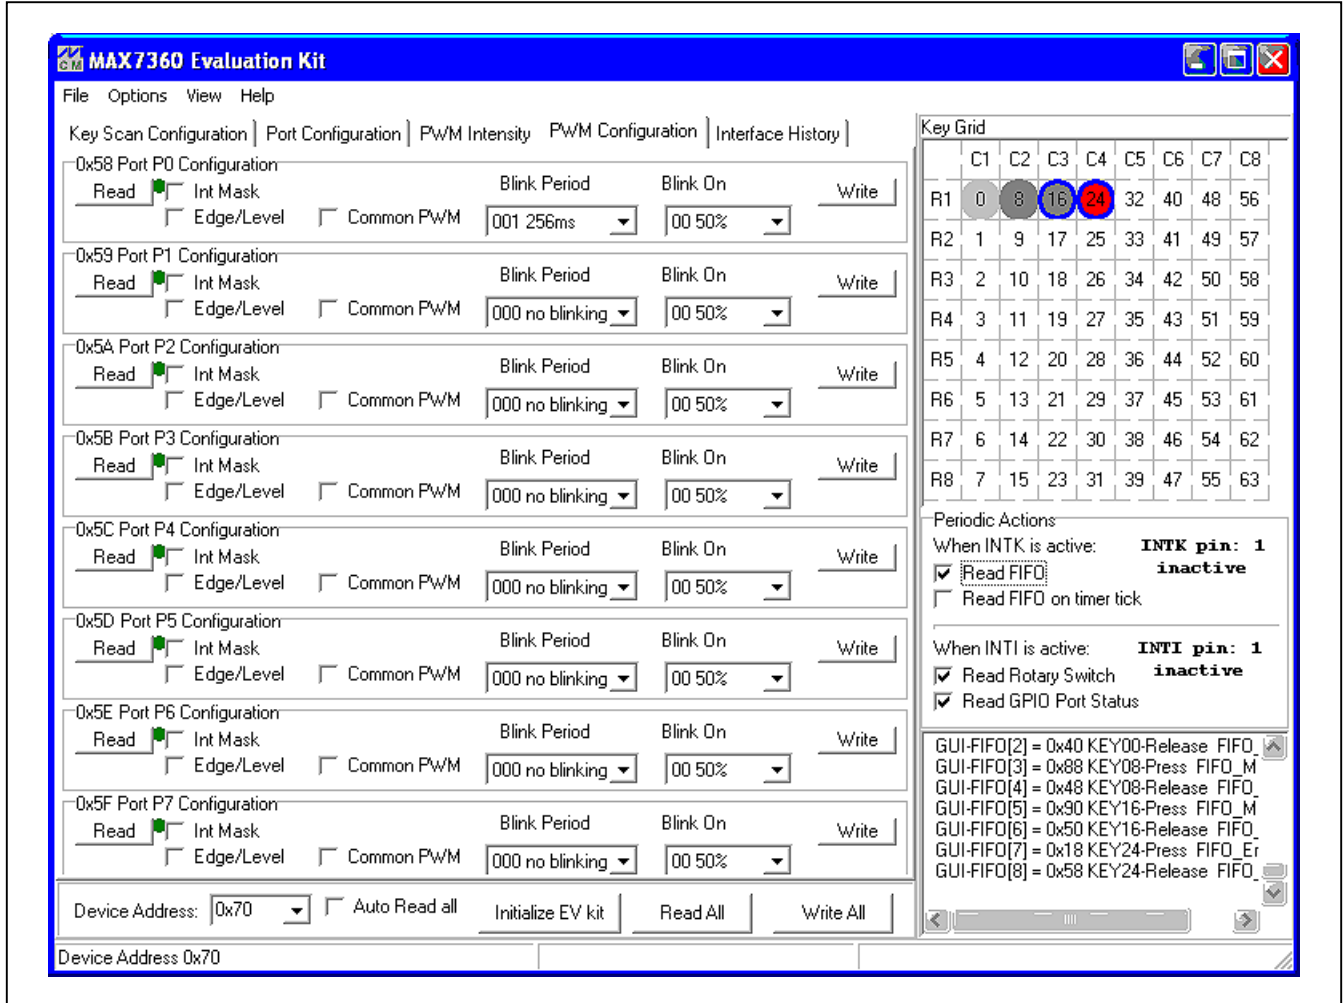 MAX7360 Evaluation Kit
File Options View Help
Key Scan Configuration Port Configuration PWM Intensity PWM Configuration Interface History
0x58 Port P0 Configuration
Read Int Mask Blink Period Blink On Write
Edge/Level Common PWM 001 256ms 00 50%
0x59 Port P1 Configuration
Read Int Mask Blink Period Blink On Write
Edge/Level Common PWM 000 no blinking 00 50%
0x5A Port P2 Configuration
Read Int Mask Blink Period Blink On Write
Edge/Level Common PWM 000 no blinking 00 50%
0x5B Port P3 Configuration
Read Int Mask Blink Period Blink On Write
Edge/Level Common PWM 000 no blinking 00 50%
0x5C Port P4 Configuration
Read Int Mask Blink Period Blink On Write
Edge/Level Common PWM 000 no blinking 00 50%
0x5D Port P5 Configuration
Read Int Mask Blink Period Blink On Write
Edge/Level Common PWM 000 no blinking 00 50%
0x5E Port P6 Configuration
Read Int Mask Blink Period Blink On Write
Edge/Level Common PWM 000 no blinking 00 50%
0x5F Port P7 Configuration
Read Int Mask Blink Period Blink On Write
Edge/Level Common PWM 000 no blinking 00 50%
Device Address: 0x70 Auto Read all Initialize EV kit Read All Write All
Device Address 0x70
Key Grid
C1 C2 C3 C4 C5 C6 C7 C8
R1 0 8 16 24 32 40 48 56
R2 1 9 17 25 33 41 49 57
R3 2 10 18 26 34 42 50 58
R4 3 11 19 27 35 43 51 59
R5 4 12 20 28 36 44 52 60
R6 5 13 21 29 37 45 53 61
R7 6 14 22 30 38 46 54 62
R8 7 15 23 31 39 47 55 63
Periodic Actions
When INTK is active: INTK pin: 1
Read FIFO inactive
Read FIFO on timer tick
When INTI is active: INTI pin: 1
Read Rotary Switch inactive
Read GPIO Port Status
GUI-FIFO[2] = 0x40 KEY00-Release FIFO_
GUI-FIFO[3] = 0x88 KEY08-Press FIFO_M
GUI-FIFO[4] = 0x48 KEY08-Release FIFO_
GUI-FIFO[5] = 0x90 KEY16-Press FIFO_M
GUI-FIFO[6] = 0x50 KEY16-Release FIFO_
GUI-FIFO[7] = 0x18 KEY24-Press FIFO_Er
GUI-FIFO[8] = 0x58 KEY24-Release FIFO_